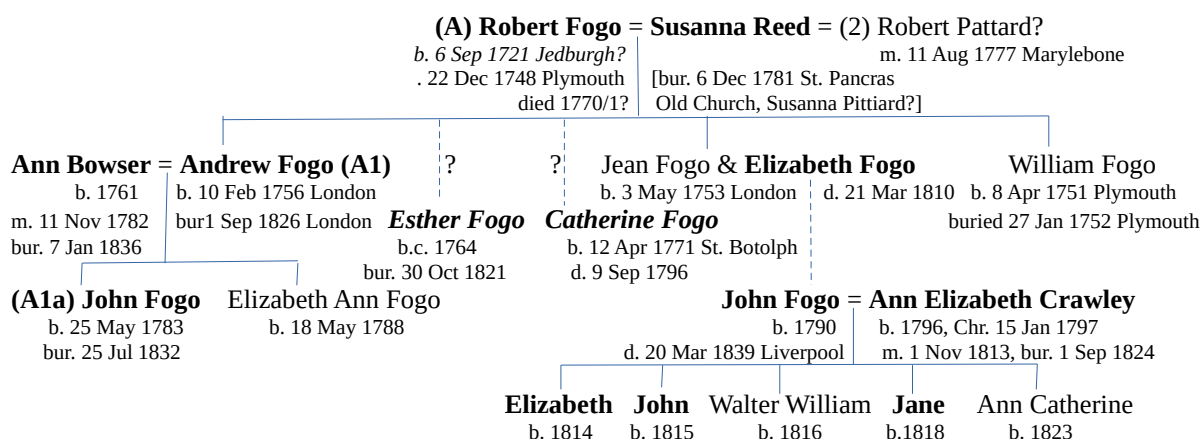 (A) Robert Fogo = Susanna Reed = (2) Robert Pattard?
b. 6 Sep 1721 Jedburgh? m. 11 Aug 1777 Marylebone
. 22 Dec 1748 Plymouth [bur. 6 Dec 1781 St. Pancras
died 1770/1? Old Church, Susanna Pittiard?]
Ann Bowser = Andrew Fogo (A1) ? ? Jean Fogo & Elizabeth Fogo William Fogo
b. 1761 b. 10 Feb 1756 London b. 3 May 1753 London d. 21 Mar 1810 b. 8 Apr 1751 Plymouth
m. 11 Nov 1782 bur1 Sep 1826 London Esther Fogo Catherine Fogo buried 27 Jan 1752 Plymouth
bur. 7 Jan 1836 b.c. 1764 b. 12 Apr 1771 St. Botolph
bur. 30 Oct 1821 d. 9 Sep 1796
(A1a) John Fogo Elizabeth Ann Fogo John Fogo = Ann Elizabeth Crawley
b. 25 May 1783 b. 18 May 1788 b. 1790 b. 1796, Chr. 15 Jan 1797
bur. 25 Jul 1832 d. 20 Mar 1839 Liverpool m. 1 Nov 1813, bur. 1 Sep 1824
Elizabeth John Walter William Jane Ann Catherine
b. 1814 b. 1815 b. 1816 b.1818 b. 1823